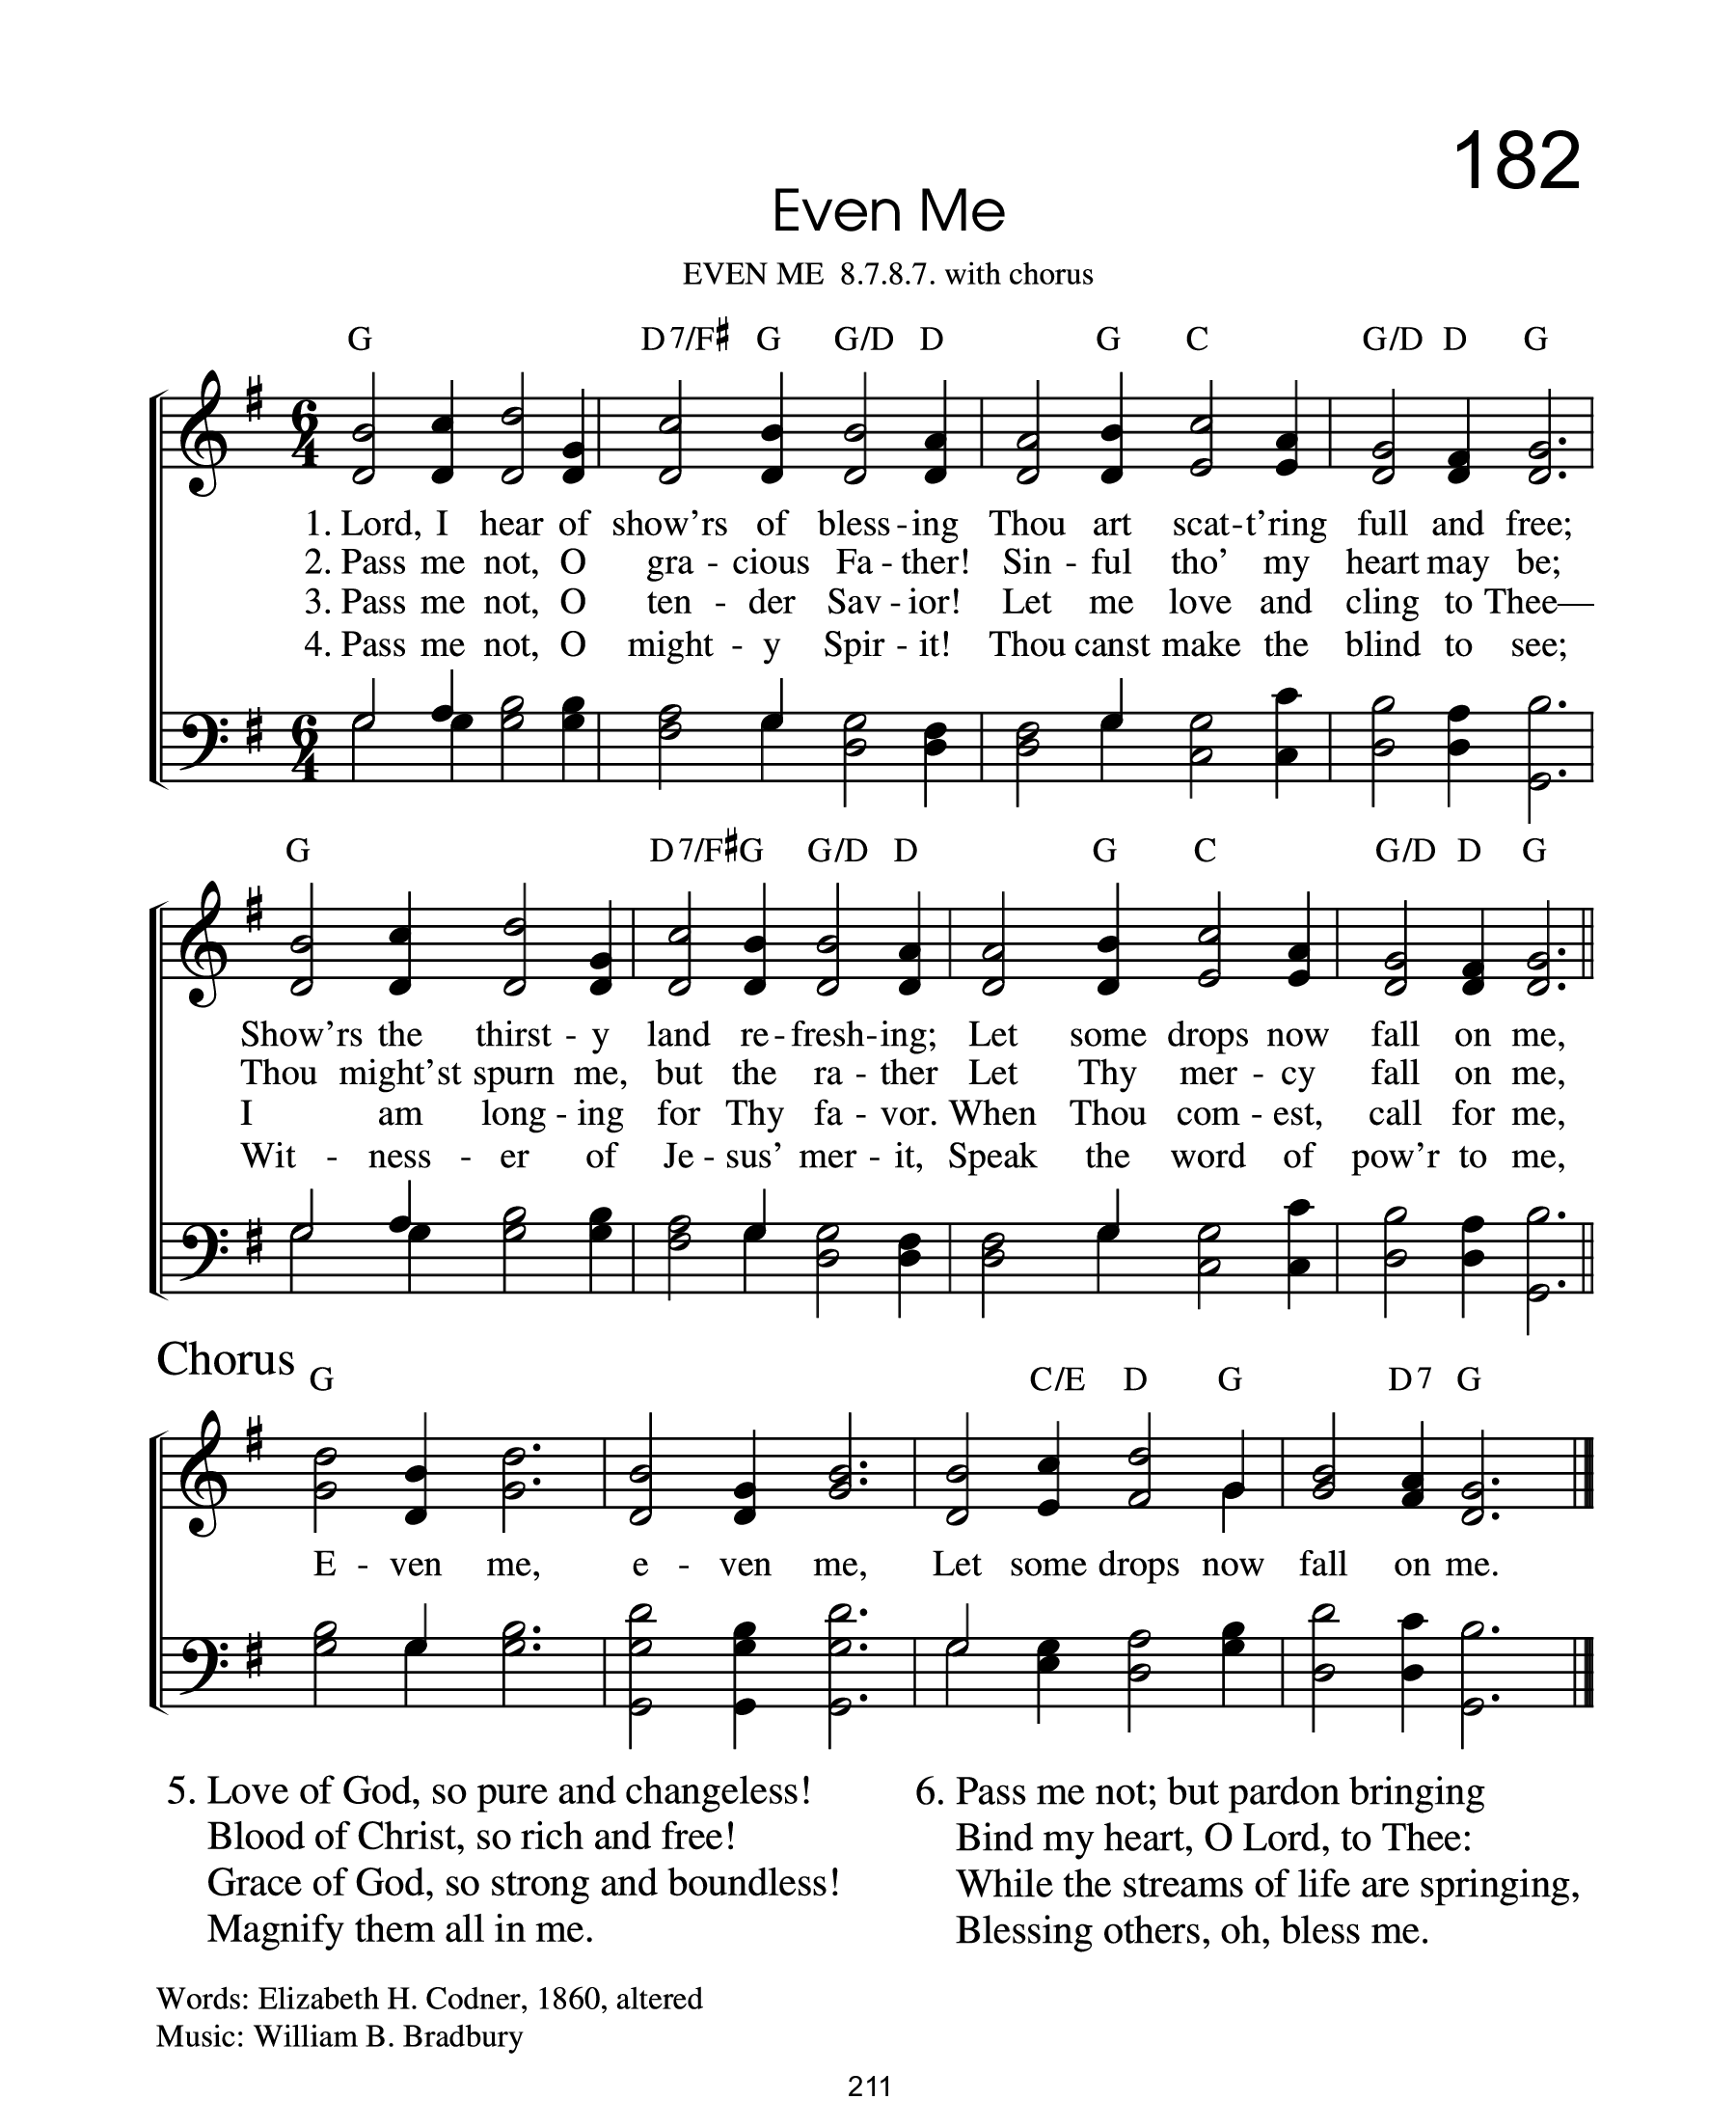 182
Even Me
EVEN ME 8.7.8.7. with chorus
G D7/F♯ G G/D D G C G/D D G
6/4
1. Lord, I hear of show’rs of bless - ing Thou art scat - t’ring full and free;
2. Pass me not, O gra - cious Fa - ther! Sin - ful tho’ my heart may be;
3. Pass me not, O ten - der Sav - ior! Let me love and cling to Thee—
4. Pass me not, O might - y Spir - it! Thou canst make the blind to see;
6/4
G D7/F♯ G G/D D G C G/D D G
Show’rs the thirst - y land re - fresh - ing; Let some drops now fall on me,
Thou might’st spurn me, but the ra - ther Let Thy mer - cy fall on me,
I am long - ing for Thy fa - vor. When Thou com - est, call for me,
Wit - ness - er of Je - sus’ mer - it, Speak the word of pow’r to me,
Chorus
G C/E D G D7 G
E - ven me, e - ven me, Let some drops now fall on me.
5. Love of God, so pure and changeless!
Blood of Christ, so rich and free!
Grace of God, so strong and boundless!
Magnify them all in me.
6. Pass me not; but pardon bringing
Bind my heart, O Lord, to Thee:
While the streams of life are springing,
Blessing others, oh, bless me.
Words: Elizabeth H. Codner, 1860, altered
Music: William B. Bradbury
211